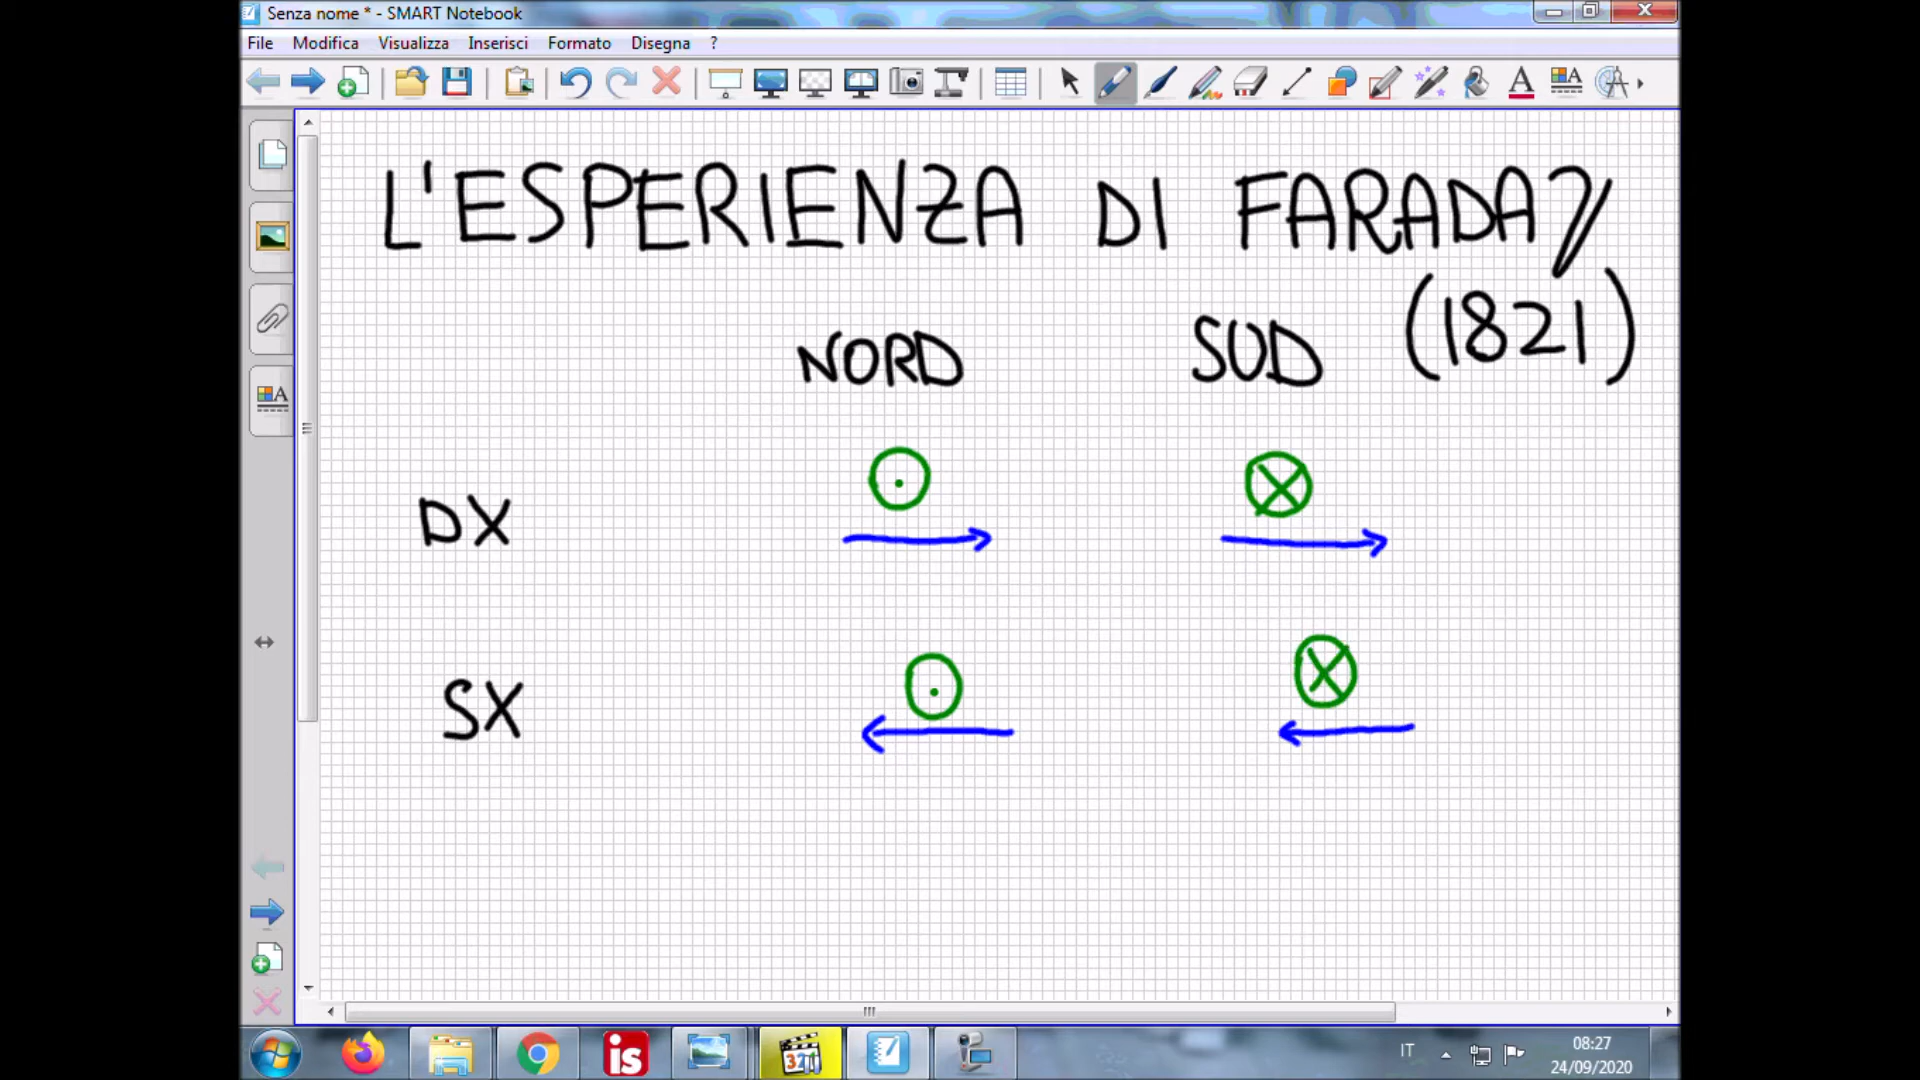 Senza nome * - SMART Notebook
File Modifica Visualizza Inserisci Formato Disegna ?
L'ESPERIENZA DI FARADAY
(1821)
NORD SUD
DX
SX
IT 08:27
24/09/2020